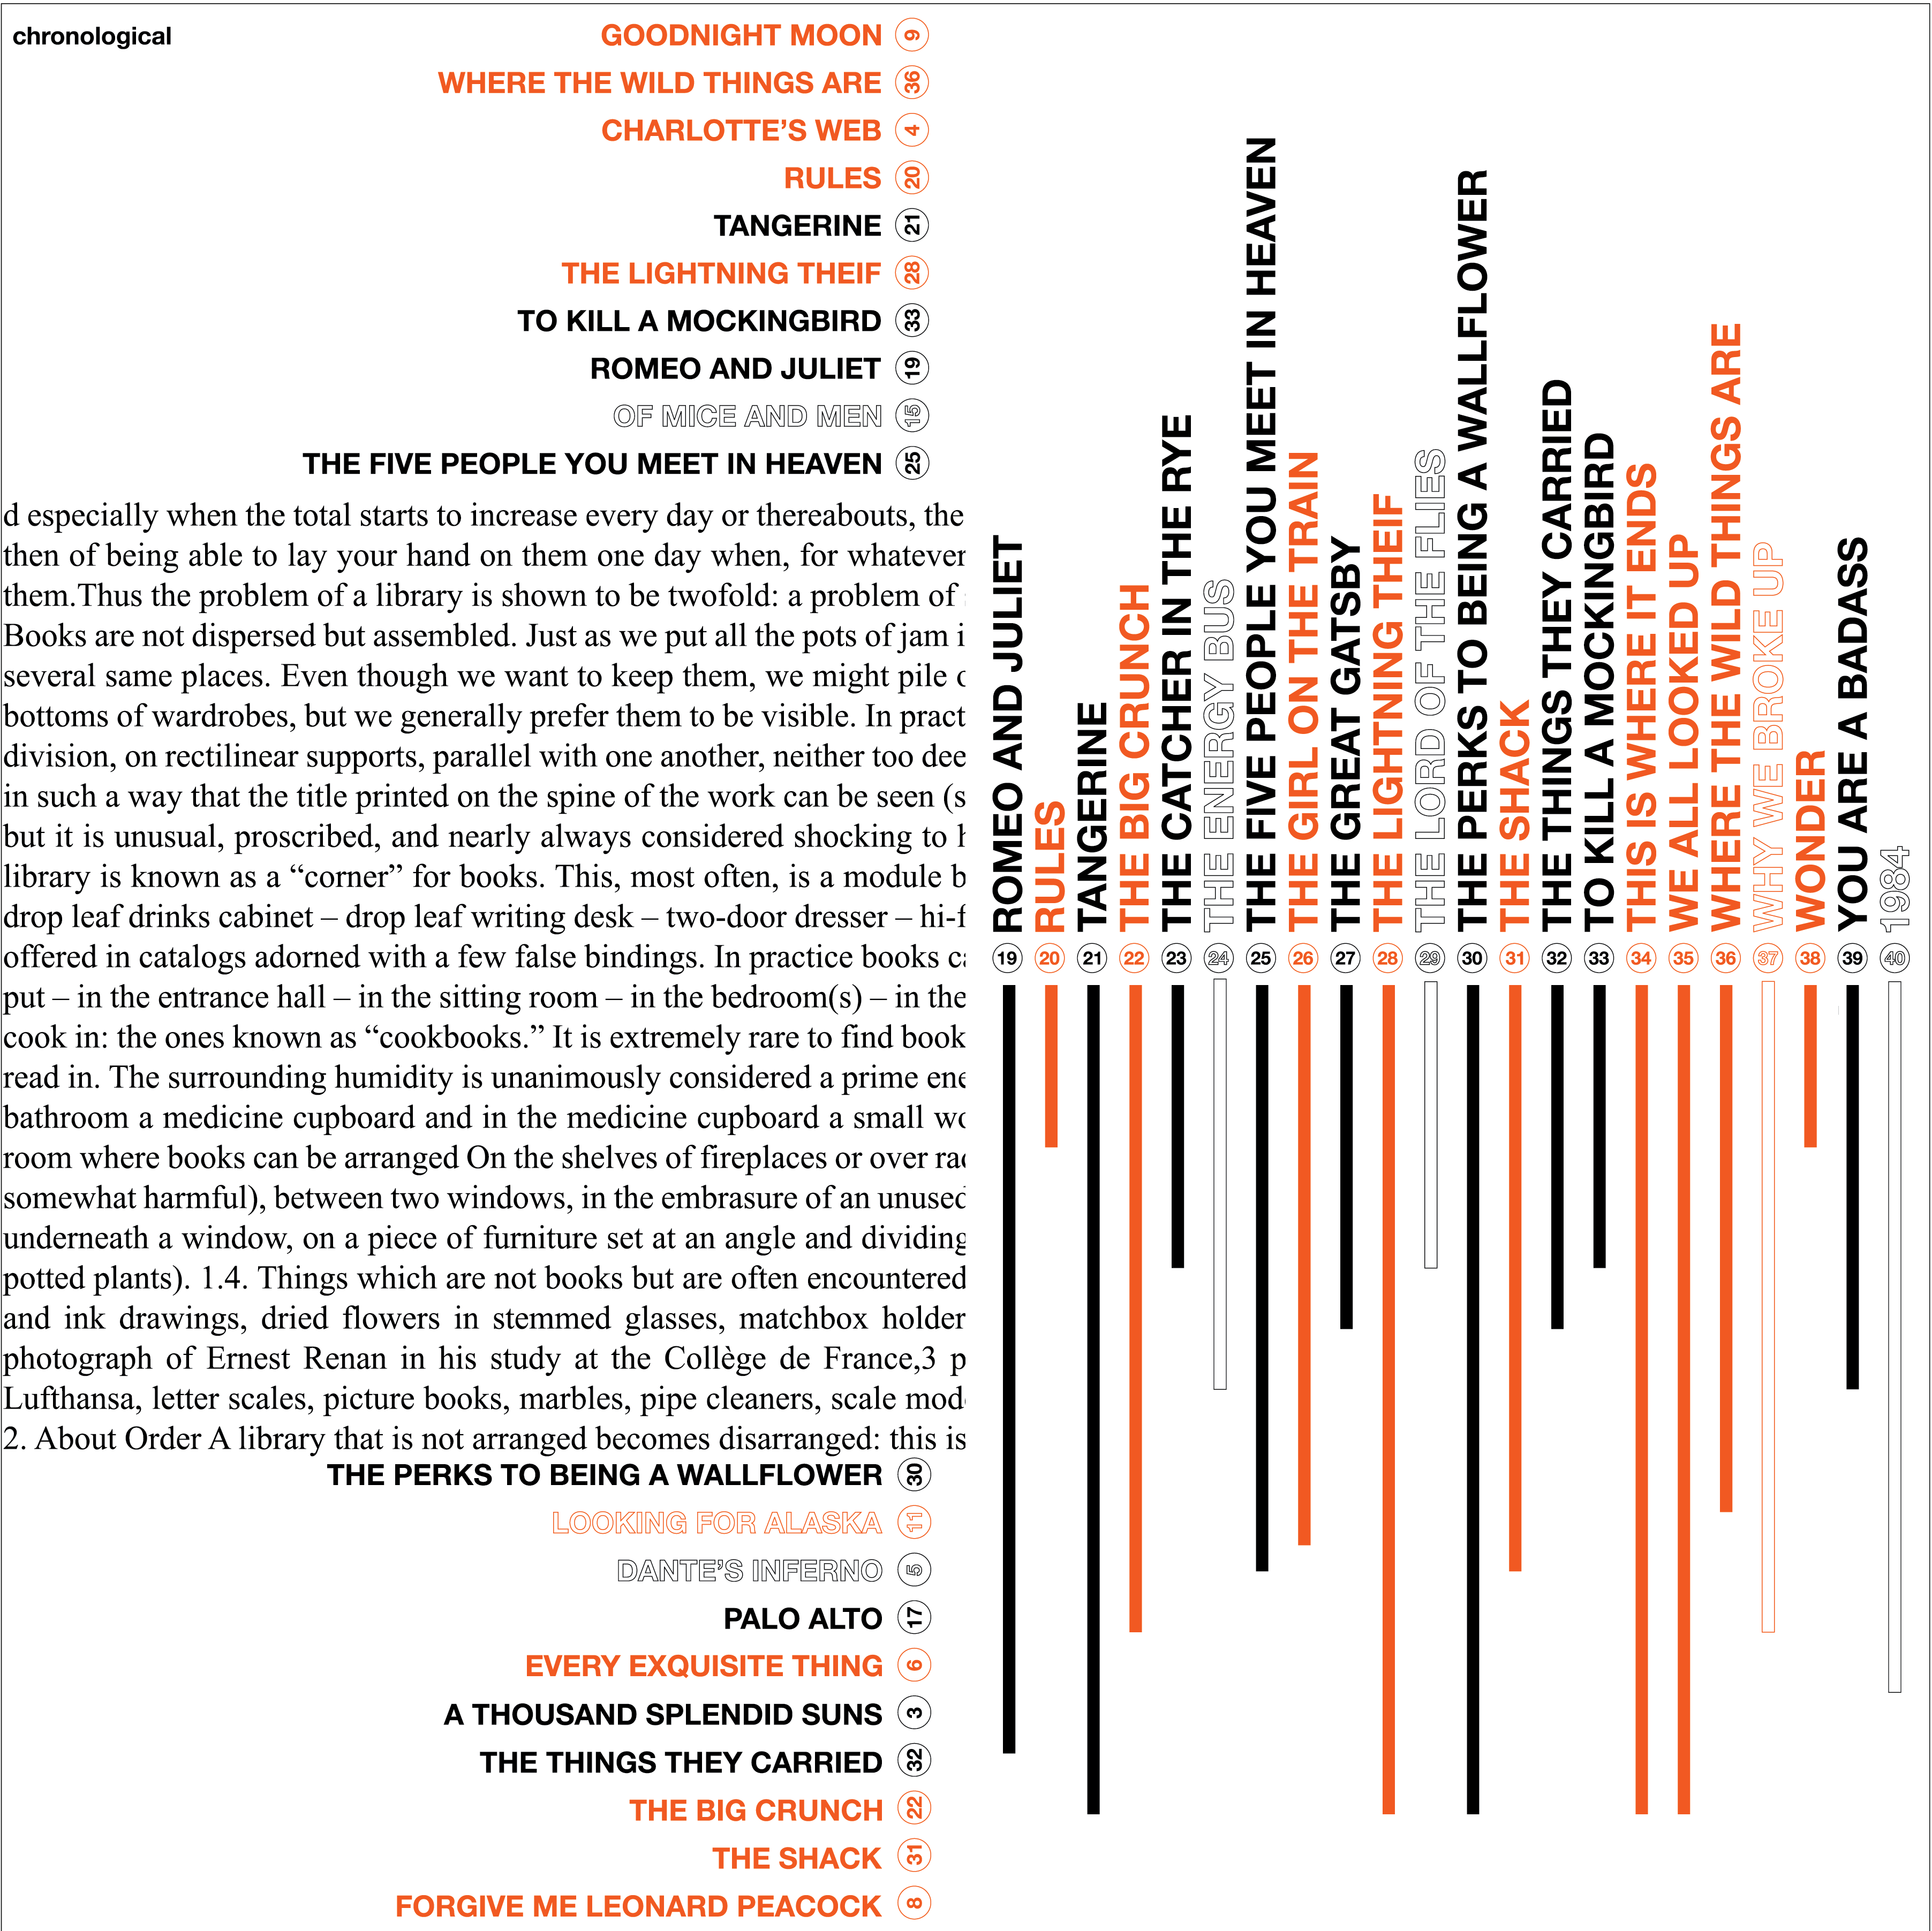 chronological
GOODNIGHT MOON 9
WHERE THE WILD THINGS ARE 36
CHARLOTTE’S WEB 4
RULES 20
TANGERINE 21
THE LIGHTNING THEIF 28
TO KILL A MOCKINGBIRD 33
ROMEO AND JULIET 19
OF MICE AND MEN 15
THE FIVE PEOPLE YOU MEET IN HEAVEN 25
d especially when the total starts to increase every day or thereabouts, the
then of being able to lay your hand on them one day when, for whatever
them.Thus the problem of a library is shown to be twofold: a problem of
Books are not dispersed but assembled. Just as we put all the pots of jam i
several same places. Even though we want to keep them, we might pile
bottoms of wardrobes, but we generally prefer them to be visible. In pract
division, on rectilinear supports, parallel with one another, neither too dee
in such a way that the title printed on the spine of the work can be seen (s
but it is unusual, proscribed, and nearly always considered shocking to
library is known as a “corner” for books. This, most often, is a module b
drop leaf drinks cabinet – drop leaf writing desk – two-door dresser – hi-f
offered in catalogs adorned with a few false bindings. In practice books
put – in the entrance hall – in the sitting room – in the bedroom(s) – in the
cook in: the ones known as “cookbooks.” It is extremely rare to find book
read in. The surrounding humidity is unanimously considered a prime ene
bathroom a medicine cupboard and in the medicine cupboard a small
room where books can be arranged On the shelves of fireplaces or over
somewhat harmful), between two windows, in the embrasure of an unused
underneath a window, on a piece of furniture set at an angle and dividing
potted plants). 1.4. Things which are not books but are often encountered
and ink drawings, dried flowers in stemmed glasses, matchbox holder
photograph of Ernest Renan in his study at the Collège de France,3 p
Lufthansa, letter scales, picture books, marbles, pipe cleaners, scale mod
2. About Order A library that is not arranged becomes disarranged: this is
THE PERKS TO BEING A WALLFLOWER 30
LOOKING FOR ALASKA 11
DANTE’S INFERNO 5
PALO ALTO 17
EVERY EXQUISITE THING 6
A THOUSAND SPLENDID SUNS 3
THE THINGS THEY CARRIED 32
THE BIG CRUNCH 22
THE SHACK 31
FORGIVE ME LEONARD PEACOCK 8
19 ROMEO AND JULIET
20 RULES
21 TANGERINE
22 THE BIG CRUNCH
23 THE CATCHER IN THE RYE
24 THE ENERGY BUS
25 THE FIVE PEOPLE YOU MEET IN HEAVEN
26 THE GIRL ON THE TRAIN
27 THE GREAT GATSBY
28 THE LIGHTNING THEIF
29 THE LORD OF THE FLIES
30 THE PERKS TO BEING A WALLFLOWER
31 THE SHACK
32 THE THINGS THEY CARRIED
33 TO KILL A MOCKINGBIRD
34 THIS IS WHERE IT ENDS
35 WE ALL LOOKED UP
36 WHERE THE WILD THINGS ARE
37 WHY WE BROKE UP
38 WONDER
39 YOU ARE A BADASS
40 1984